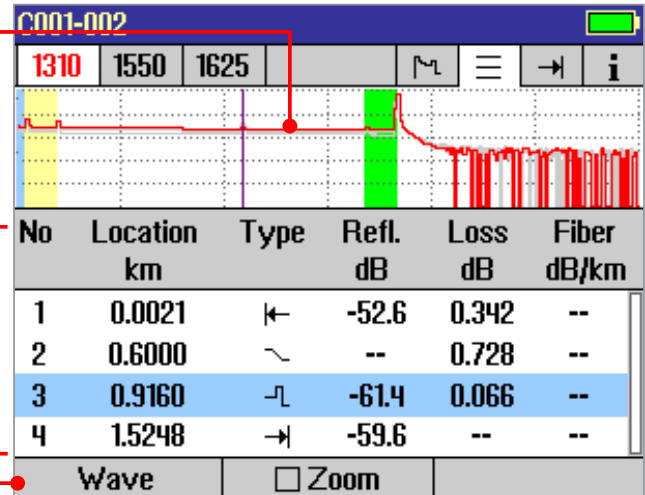 C001-002
1310 1550 1625 i
No Location Type Refl. Loss Fiber
km dB dB dB/km
1 0.0021 -52.6 0.342 --
2 0.6000 -- 0.728 --
3 0.9160 -61.4 0.066 --
4 1.5248 -59.6 -- --
Wave Zoom